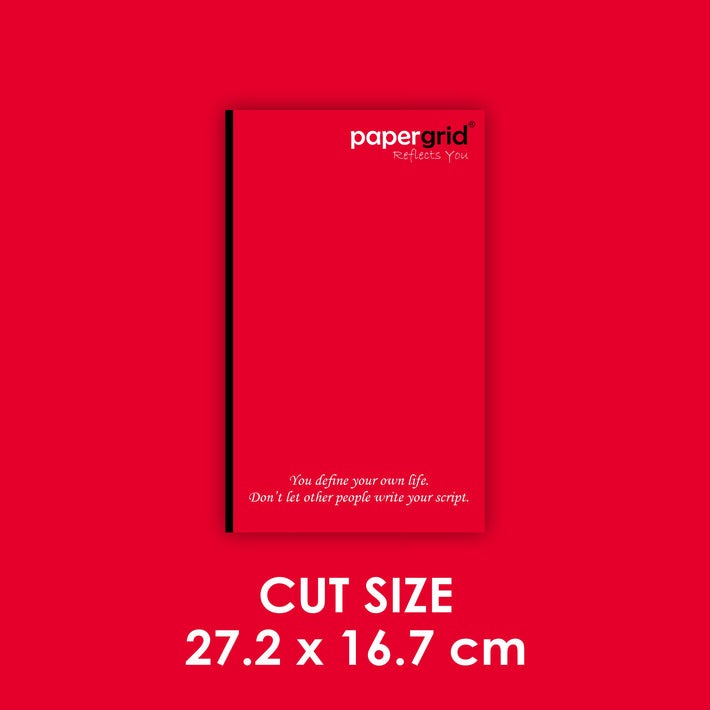 papergrid®
Reflects You
You define your own life.
Don't let other people write your script.
CUT SIZE
27.2 x 16.7 cm